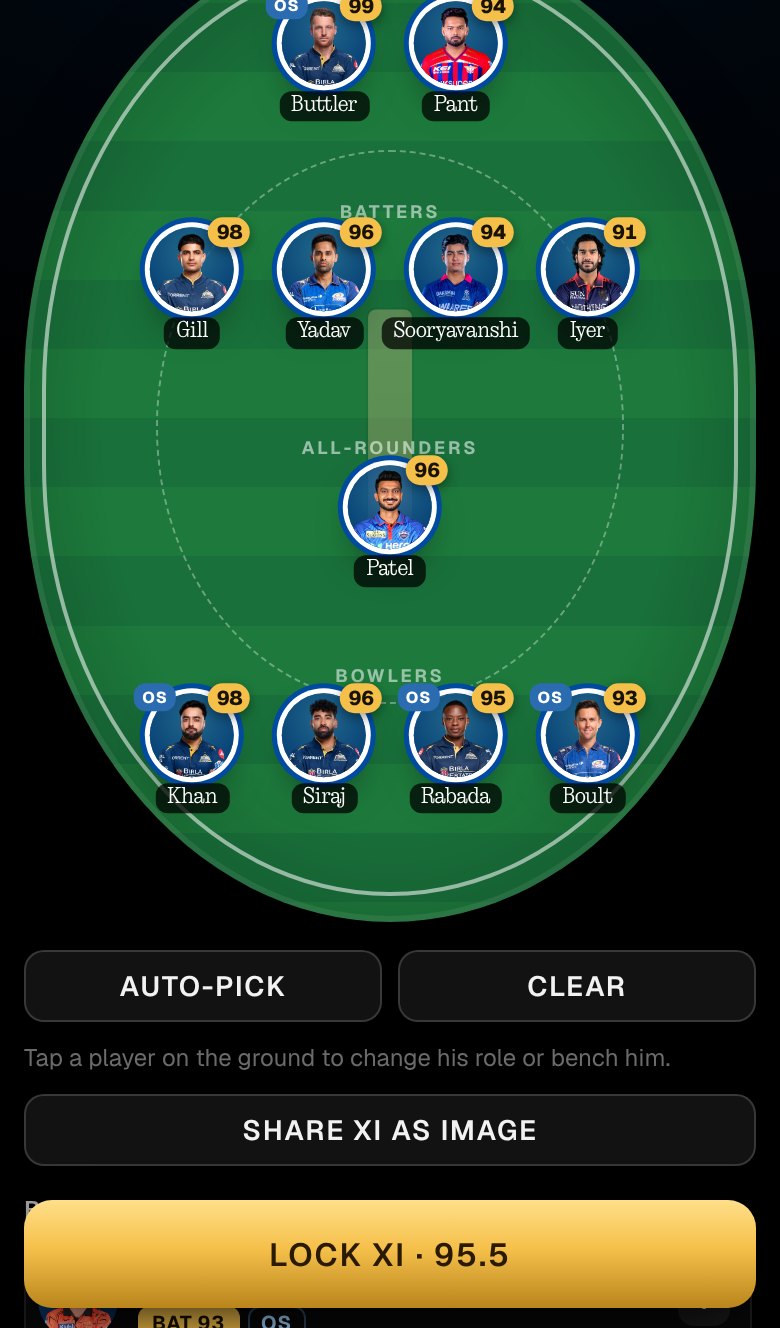 OS 99 94
Buttler Pant
BATTERS
98 96 94 91
Gill Yadav Sooryavanshi Iyer
ALL-ROUNDERS
96
Patel
BOWLERS
OS 98 96 OS 95 OS 93
Khan Siraj Rabada Boult
AUTO-PICK CLEAR
Tap a player on the ground to change his role or bench him.
SHARE XI AS IMAGE
LOCK XI · 95.5
BAT 93 OS